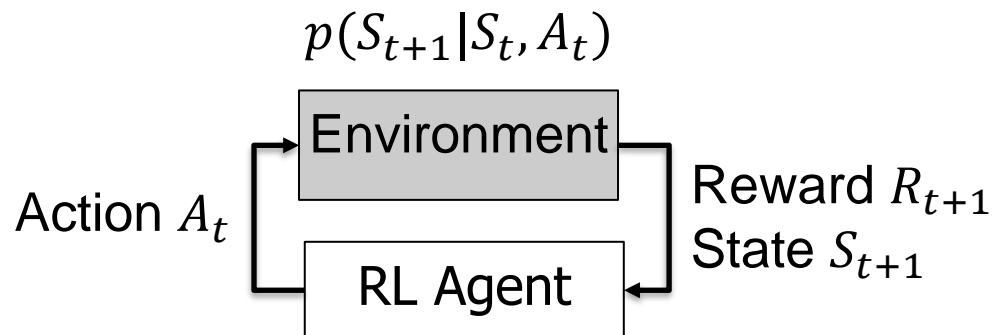 p(S_{t+1}|S_t, A_t)
Environment
Action A_t
Reward R_{t+1}
State S_{t+1}
RL Agent